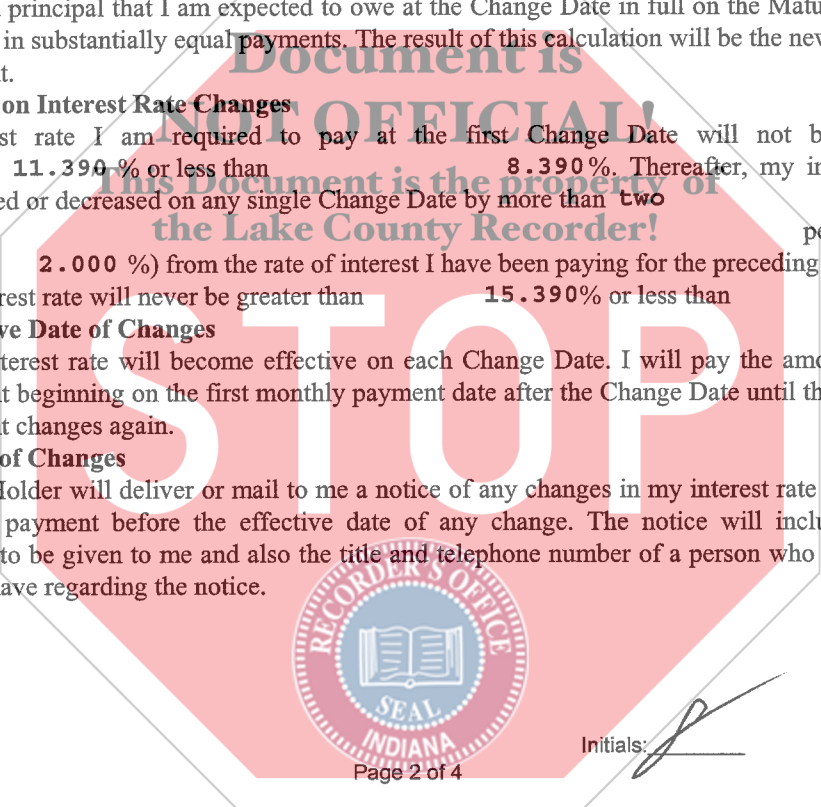 principal that I am expected to owe at the Change Date in full on the Matu
in substantially equal payments. The result of this calculation will be the new
t.
on Interest Rate Changes
st rate I am required to pay at the first Change Date will not b
11.390 % or less than 8.390%. Thereafter, my in
ed or decreased on any single Change Date by more than two
pe
2.000 %) from the rate of interest I have been paying for the preceding
rest rate will never be greater than 15.390% or less than
ve Date of Changes
terest rate will become effective on each Change Date. I will pay the amo
t beginning on the first monthly payment date after the Change Date until th
t changes again.
of Changes
Holder will deliver or mail to me a notice of any changes in my interest rate
payment before the effective date of any change. The notice will inclu
to be given to me and also the title and telephone number of a person who
ave regarding the notice.
Document is
NOT OFFICIAL!
This Document is the property of
the Lake County Recorder!
STOP
RECORDER'S OFFICE
SEAL
INDIANA
Initials:
Page 2 of 4